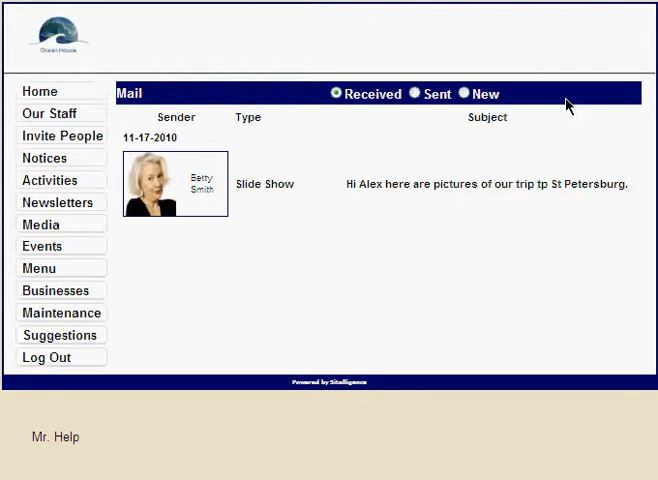 Ocean House
Mail Received Sent New
Sender Type Subject
11-17-2010
Betty
Smith
Slide Show
Hi Alex here are pictures of our trip tp St Petersburg.
Home
Our Staff
Invite People
Notices
Activities
Newsletters
Media
Events
Menu
Businesses
Maintenance
Suggestions
Log Out
Powered by Sitelligence
Mr. Help